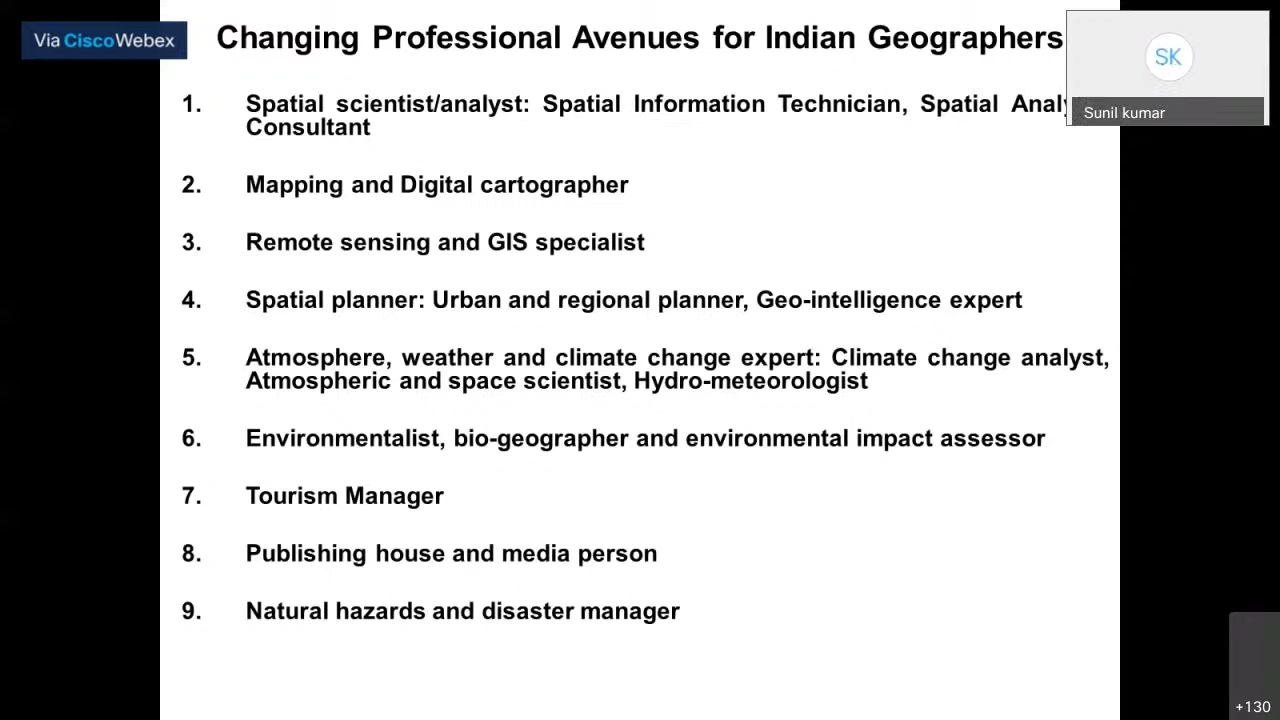 Via Cisco Webex
Changing Professional Avenues for Indian Geographers
SK
Sunil kumar
1. Spatial scientist/analyst: Spatial Information Technician, Spatial
Consultant
2. Mapping and Digital cartographer
3. Remote sensing and GIS specialist
4. Spatial planner: Urban and regional planner, Geo-intelligence expert
5. Atmosphere, weather and climate change expert: Climate change analyst,
Atmospheric and space scientist, Hydro-meteorologist
6. Environmentalist, bio-geographer and environmental impact assessor
7. Tourism Manager
8. Publishing house and media person
9. Natural hazards and disaster manager
+130